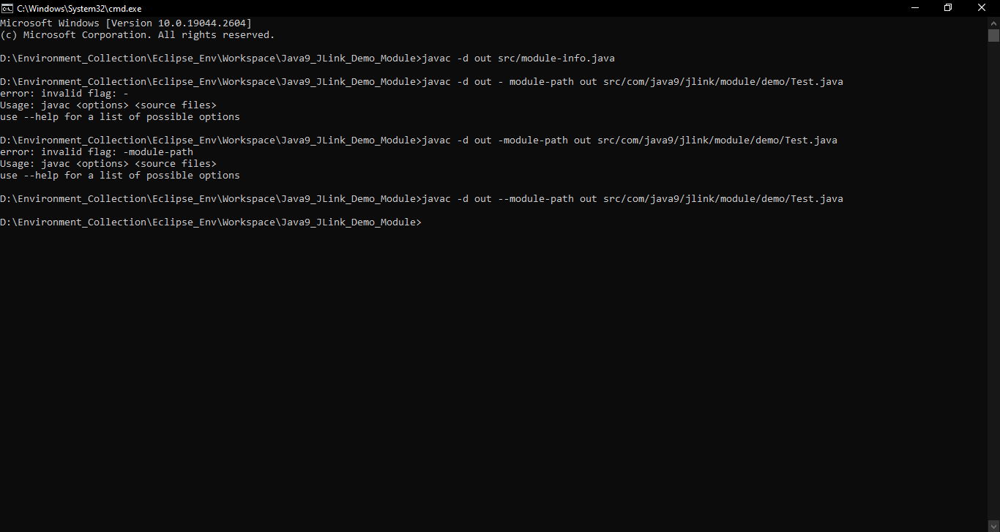 C:\Windows\System32\cmd.exe
Microsoft Windows [Version 10.0.19044.2604]
(c) Microsoft Corporation. All rights reserved.
D:\Environment_Collection\Eclipse_Env\Workspace\Java9_JLink_Demo_Module>javac -d out src/module-info.java
D:\Environment_Collection\Eclipse_Env\Workspace\Java9_JLink_Demo_Module>javac -d out - module-path out src/com/java9/jlink/module/demo/Test.java
error: invalid flag: -
Usage: javac <options> <source files>
use --help for a list of possible options
D:\Environment_Collection\Eclipse_Env\Workspace\Java9_JLink_Demo_Module>javac -d out -module-path out src/com/java9/jlink/module/demo/Test.java
error: invalid flag: -module-path
Usage: javac <options> <source files>
use --help for a list of possible options
D:\Environment_Collection\Eclipse_Env\Workspace\Java9_JLink_Demo_Module>javac -d out --module-path out src/com/java9/jlink/module/demo/Test.java
D:\Environment_Collection\Eclipse_Env\Workspace\Java9_JLink_Demo_Module>